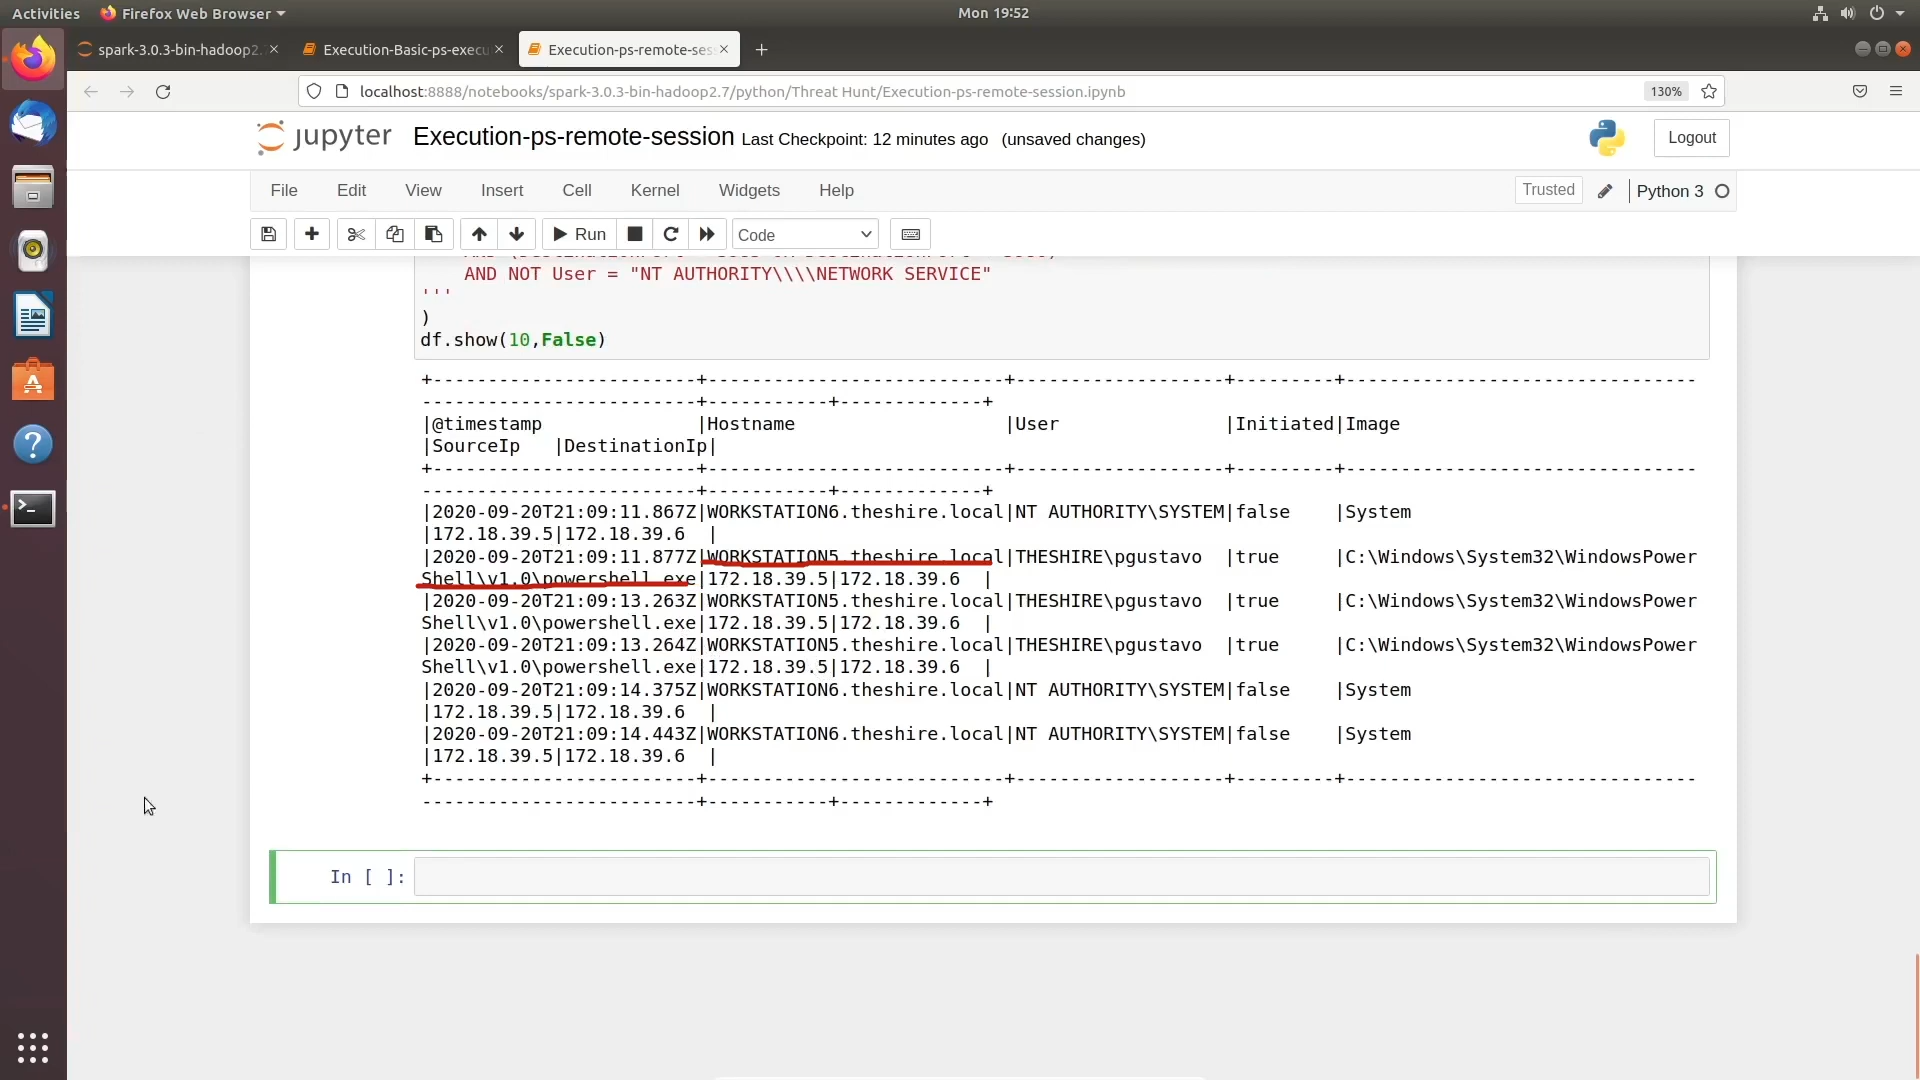 Activities
Firefox Web Browser
Mon 19:52
spark-3.0.3-bin-hadoop2.
Execution-Basic-ps-execu
Execution-ps-remote-ses
localhost:8888/notebooks/spark-3.0.3-bin-hadoop2.7/python/Threat Hunt/Execution-ps-remote-session.ipynb
130%
jupyter
Execution-ps-remote-session Last Checkpoint: 12 minutes ago (unsaved changes)
Logout
File Edit View Insert Cell Kernel Widgets Help
Trusted
Python 3
Run
Code
AND NOT User = "NT AUTHORITY\\\\NETWORK SERVICE"
'''
)
df.show(10,False)
+------------------------+---------------------------+-------------------+---------+--------------------------------
-------------------------+-----------+-------------+
|@timestamp              |Hostname                   |User               |Initiated|Image
|SourceIp   |DestinationIp|
+------------------------+---------------------------+-------------------+---------+--------------------------------
-------------------------+-----------+-------------+
|2020-09-20T21:09:11.867Z|WORKSTATION6.theshire.local|NT AUTHORITY\SYSTEM|false    |System
|172.18.39.5|172.18.39.6  |
|2020-09-20T21:09:11.877Z|WORKSTATION5.theshire.local|THESHIRE\pgustavo  |true     |C:\Windows\System32\WindowsPower
Shell\v1.0\powershell.exe|172.18.39.5|172.18.39.6  |
|2020-09-20T21:09:13.263Z|WORKSTATION5.theshire.local|THESHIRE\pgustavo  |true     |C:\Windows\System32\WindowsPower
Shell\v1.0\powershell.exe|172.18.39.5|172.18.39.6  |
|2020-09-20T21:09:13.264Z|WORKSTATION5.theshire.local|THESHIRE\pgustavo  |true     |C:\Windows\System32\WindowsPower
Shell\v1.0\powershell.exe|172.18.39.5|172.18.39.6  |
|2020-09-20T21:09:14.375Z|WORKSTATION6.theshire.local|NT AUTHORITY\SYSTEM|false    |System
|172.18.39.5|172.18.39.6  |
|2020-09-20T21:09:14.443Z|WORKSTATION6.theshire.local|NT AUTHORITY\SYSTEM|false    |System
|172.18.39.5|172.18.39.6  |
+------------------------+---------------------------+-------------------+---------+--------------------------------
-------------------------+-----------+-------------+
In [ ]: